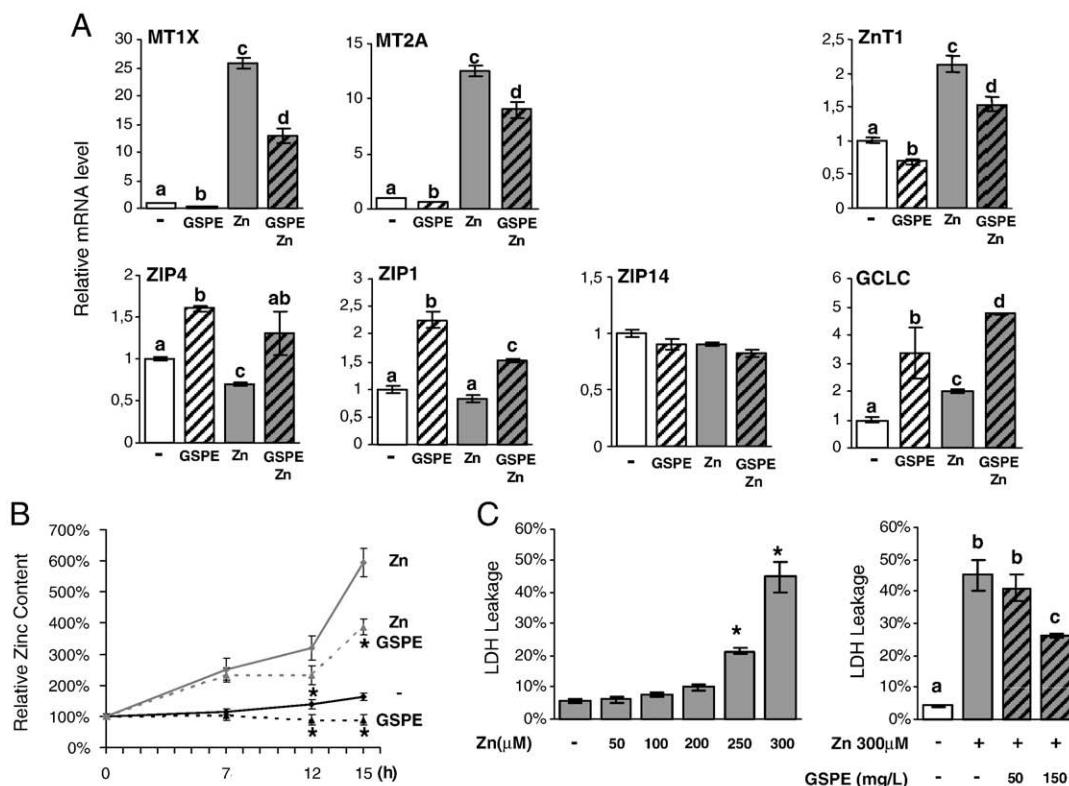 A
Relative mRNA level
MT1X
30
25
20
15
10
5
0
a
b
c
d
-
GSPE
Zn
GSPE
Zn
MT2A
15
10
5
0
a
b
c
d
-
GSPE
Zn
GSPE
Zn
ZnT1
2,5
2
1,5
1
0,5
0
a
b
c
d
-
GSPE
Zn
GSPE
Zn
ZIP4
2
1,5
1
0,5
0
a
b
c
ab
-
GSPE
Zn
GSPE
Zn
ZIP1
3
2,5
2
1,5
1
0,5
0
a
b
a
c
-
GSPE
Zn
GSPE
Zn
ZIP14
1,5
1
0,5
0
-
GSPE
Zn
GSPE
Zn
GCLC
6
5
4
3
2
1
0
a
b
c
d
-
GSPE
Zn
GSPE
Zn
B
Relative Zinc Content
700%
600%
500%
400%
300%
200%
100%
0%
0
7
12
15 (h)
Zn
Zn
GSPE
*
-
GSPE
*
*
*
C
LDH Leakage
60%
50%
40%
30%
20%
10%
0%
*
*
Zn(μM) - 50 100 200 250 300
LDH Leakage
60%
50%
40%
30%
20%
10%
0%
a
b
b
c
Zn 300μM - + + +
GSPE (mg/L) - - 50 150